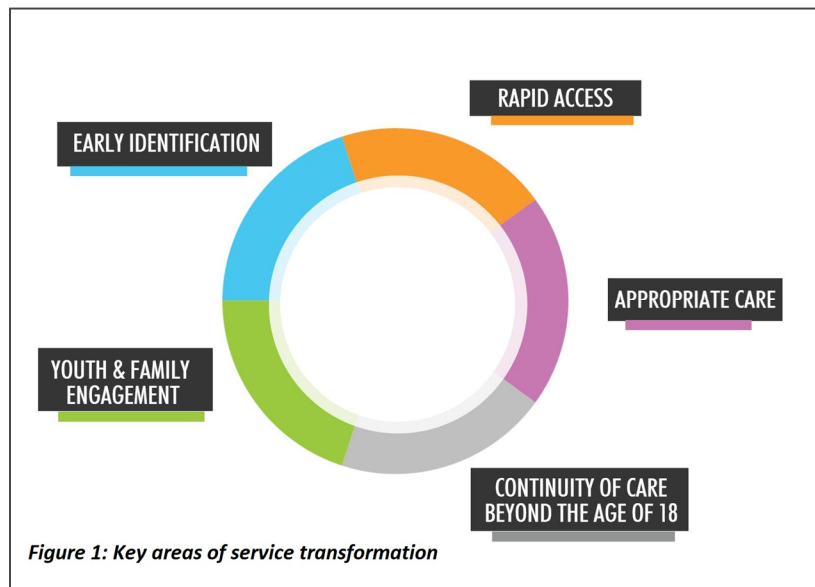 RAPID ACCESS
EARLY IDENTIFICATION
APPROPRIATE CARE
YOUTH & FAMILY
ENGAGEMENT
CONTINUITY OF CARE
BEYOND THE AGE OF 18
Figure 1: Key areas of service transformation